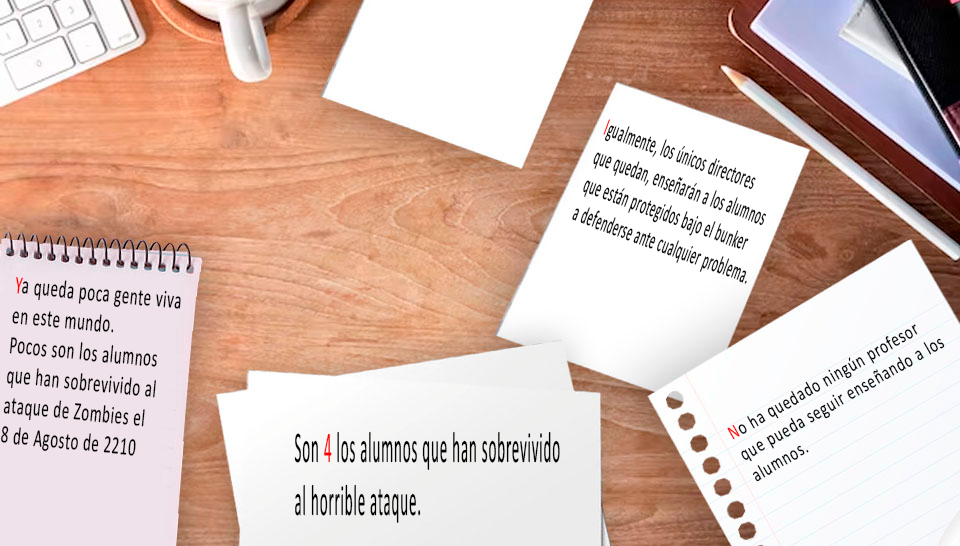 Igualmente, los únicos directores
que quedan, enseñarán a los alumnos
que están protegidos bajo el bunker
a defenderse ante cualquier problema.
Ya queda poca gente viva
en este mundo.
Pocos son los alumnos
que han sobrevivido al
ataque de Zombies el
8 de Agosto de 2210
Son 4 los alumnos que han sobrevivido
al horrible ataque.
No ha quedado ningún profesor
que pueda seguir enseñando a los
alumnos.